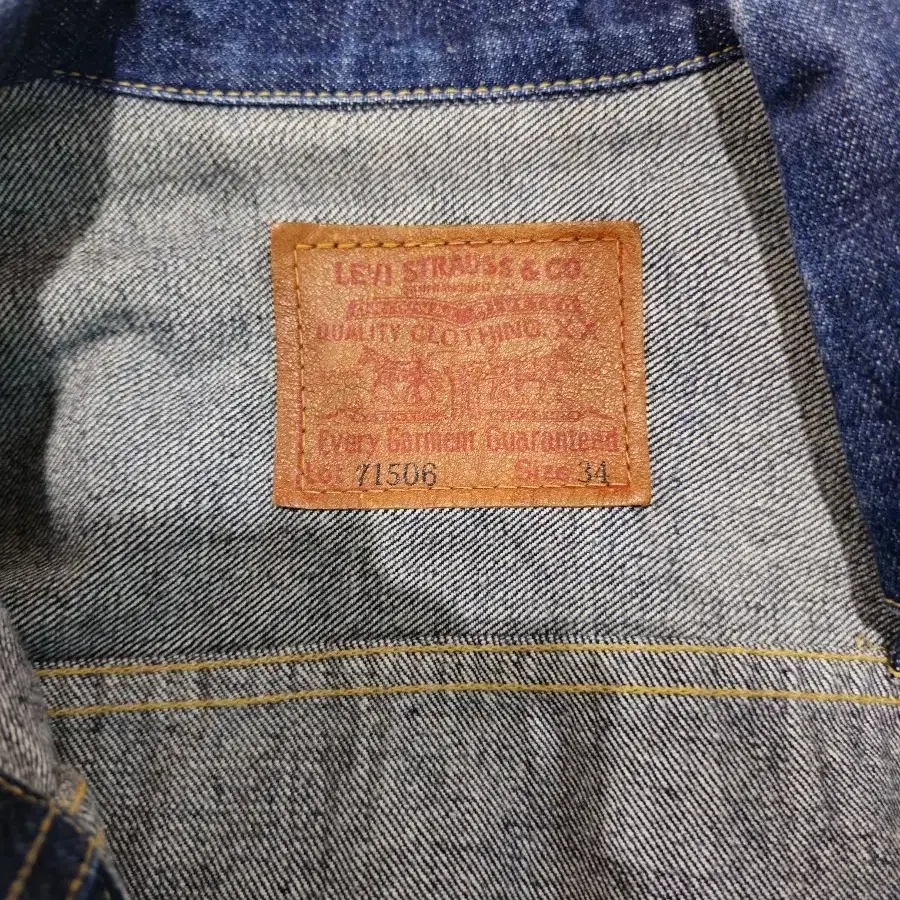 LEVI STRAUSS & CO.
QUALITY CLOTHING. XX
Every Garment Guaranteed
Lot 71506 Size 34